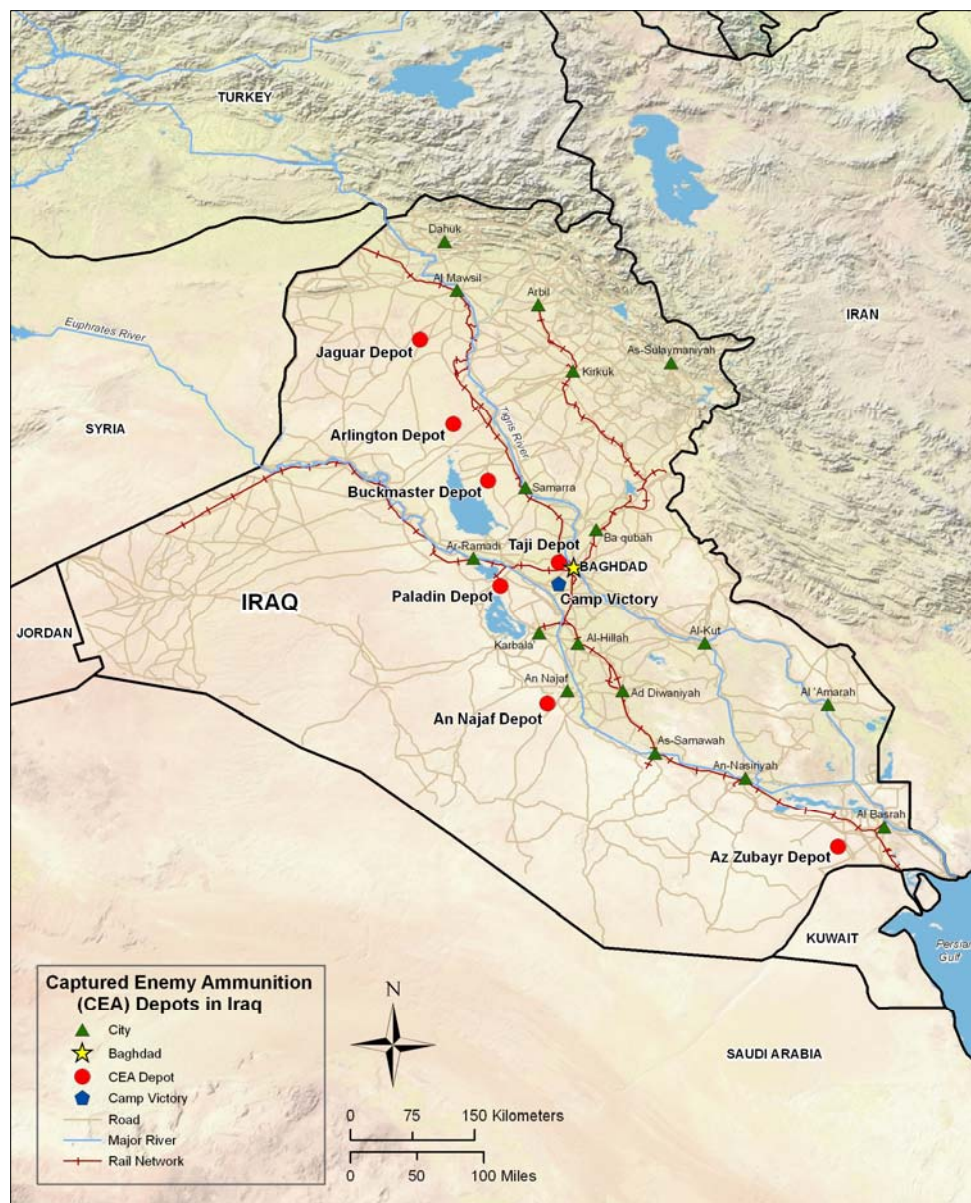 TURKEY
Dahuk
Al Mawsil
Arbil
IRAN
Euphrates River
Jaguar Depot
As-Sulaymaniyah
Kirkuk
SYRIA
Arlington Depot
Tigris River
Buckmaster Depot
Samarra
Ar-Ramadi
Taji Depot
Ba qubah
BAGHDAD
IRAQ
Paladin Depot
Camp Victory
JORDAN
Karbala
Al-Hillah
Al-Kut
An Najaf
Ad Diwaniyah
Al 'Amarah
An Najaf Depot
As-Samawah
An-Nasiriyah
Al Basrah
Az Zubayr Depot
KUWAIT
Persian
Gulf
SAUDI ARABIA
Captured Enemy Ammunition
(CEA) Depots in Iraq
City
Baghdad
CEA Depot
Camp Victory
Road
Major River
Rail Network
N
0 75 150 Kilometers
0 50 100 Miles